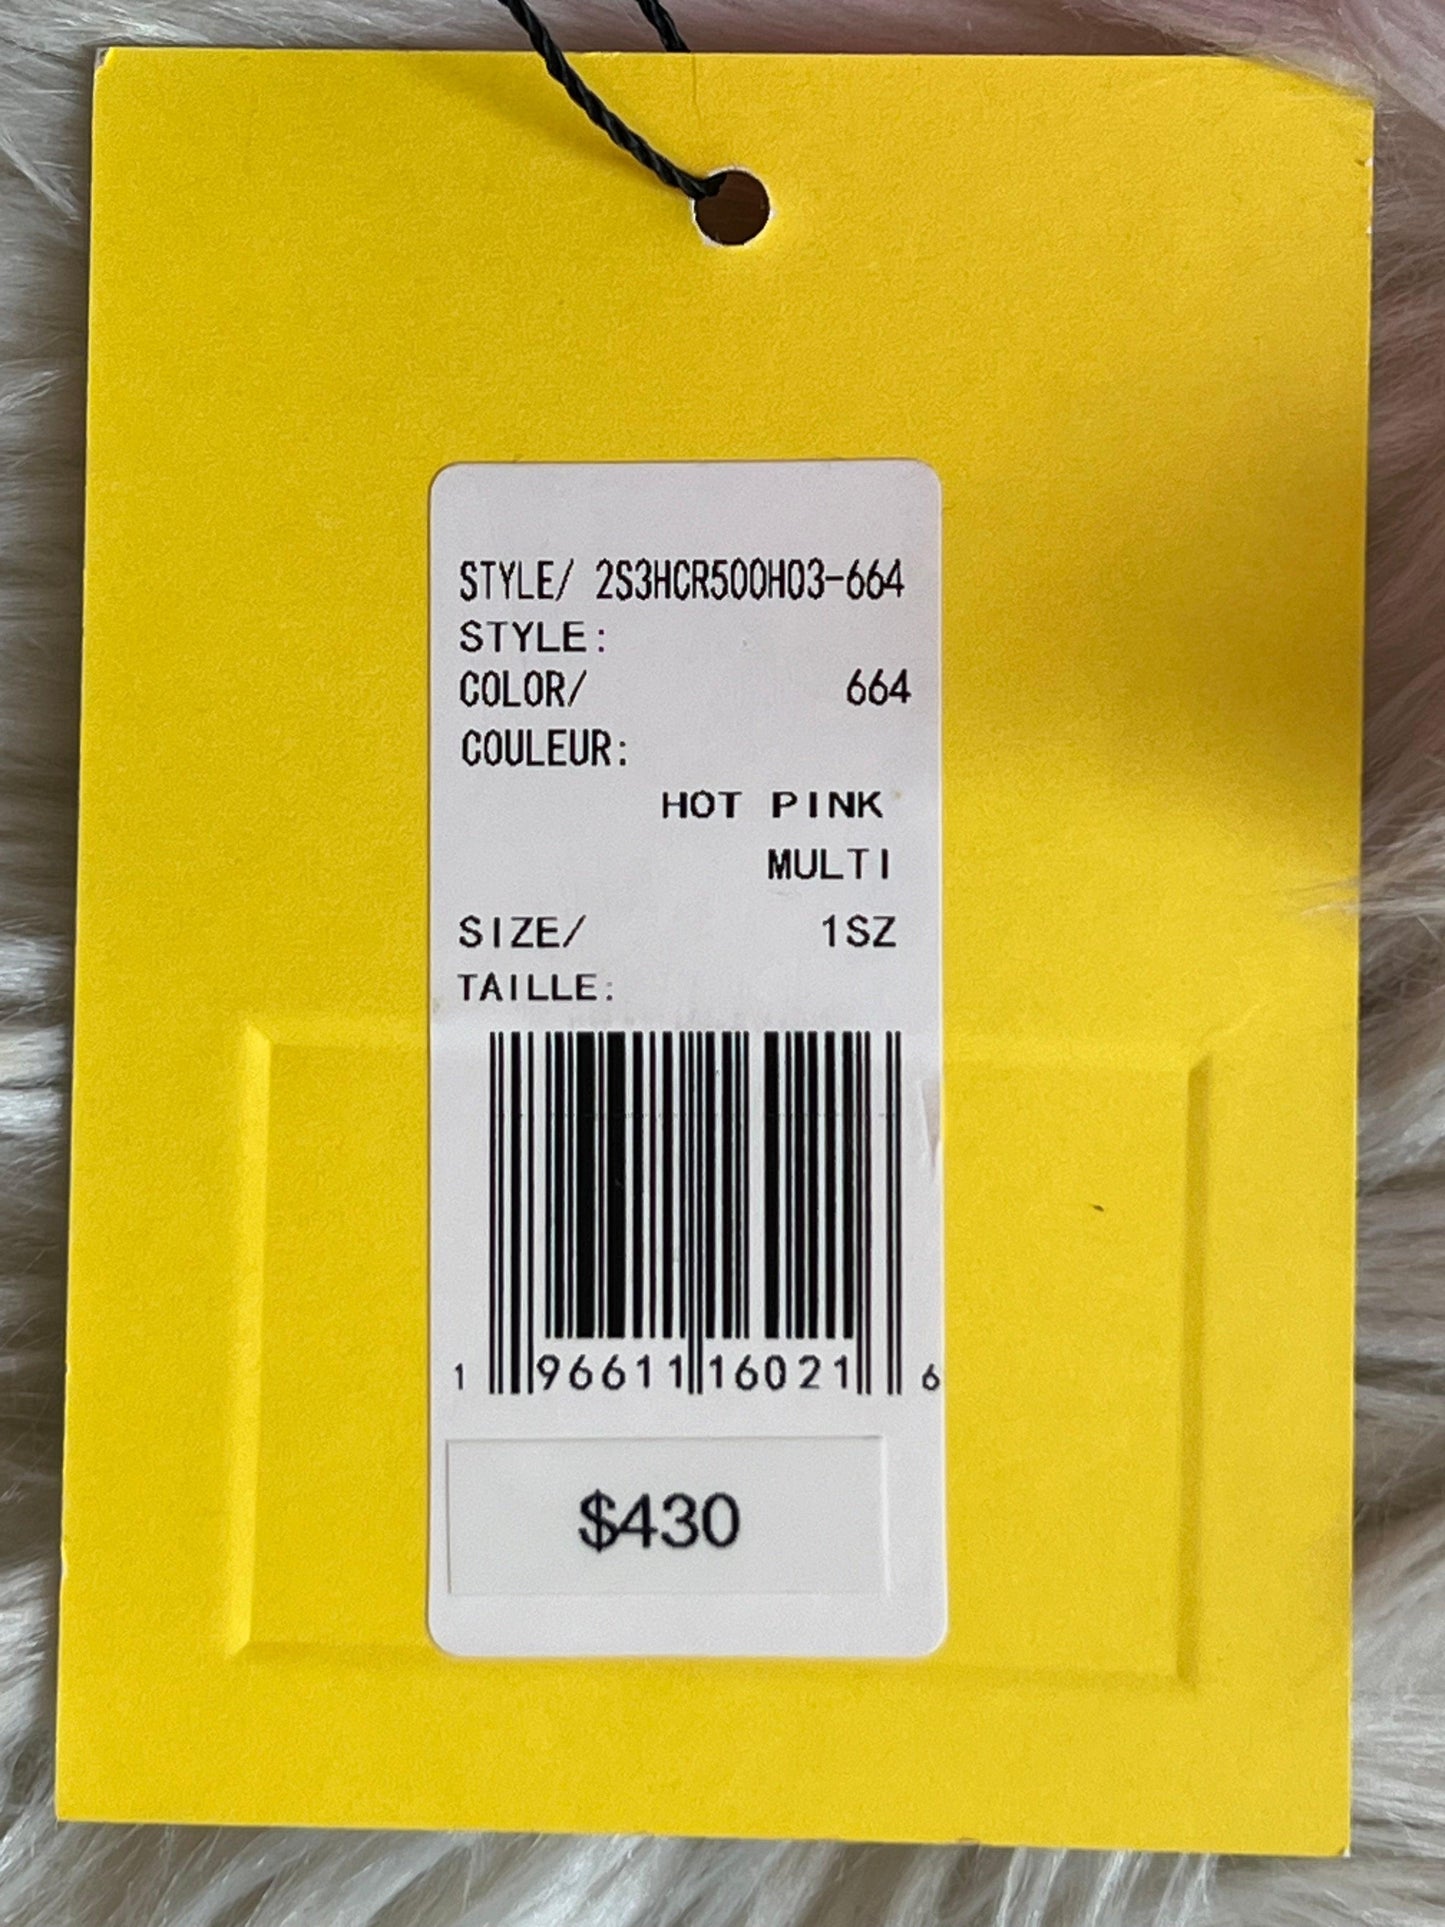 STYLE/ 2S3HCR500H03-664
STYLE:
COLOR/ 664
COULEUR:
HOT PINK
MULTI
SIZE/ 1SZ
TAILLE:
1 96611 16021 6
$430